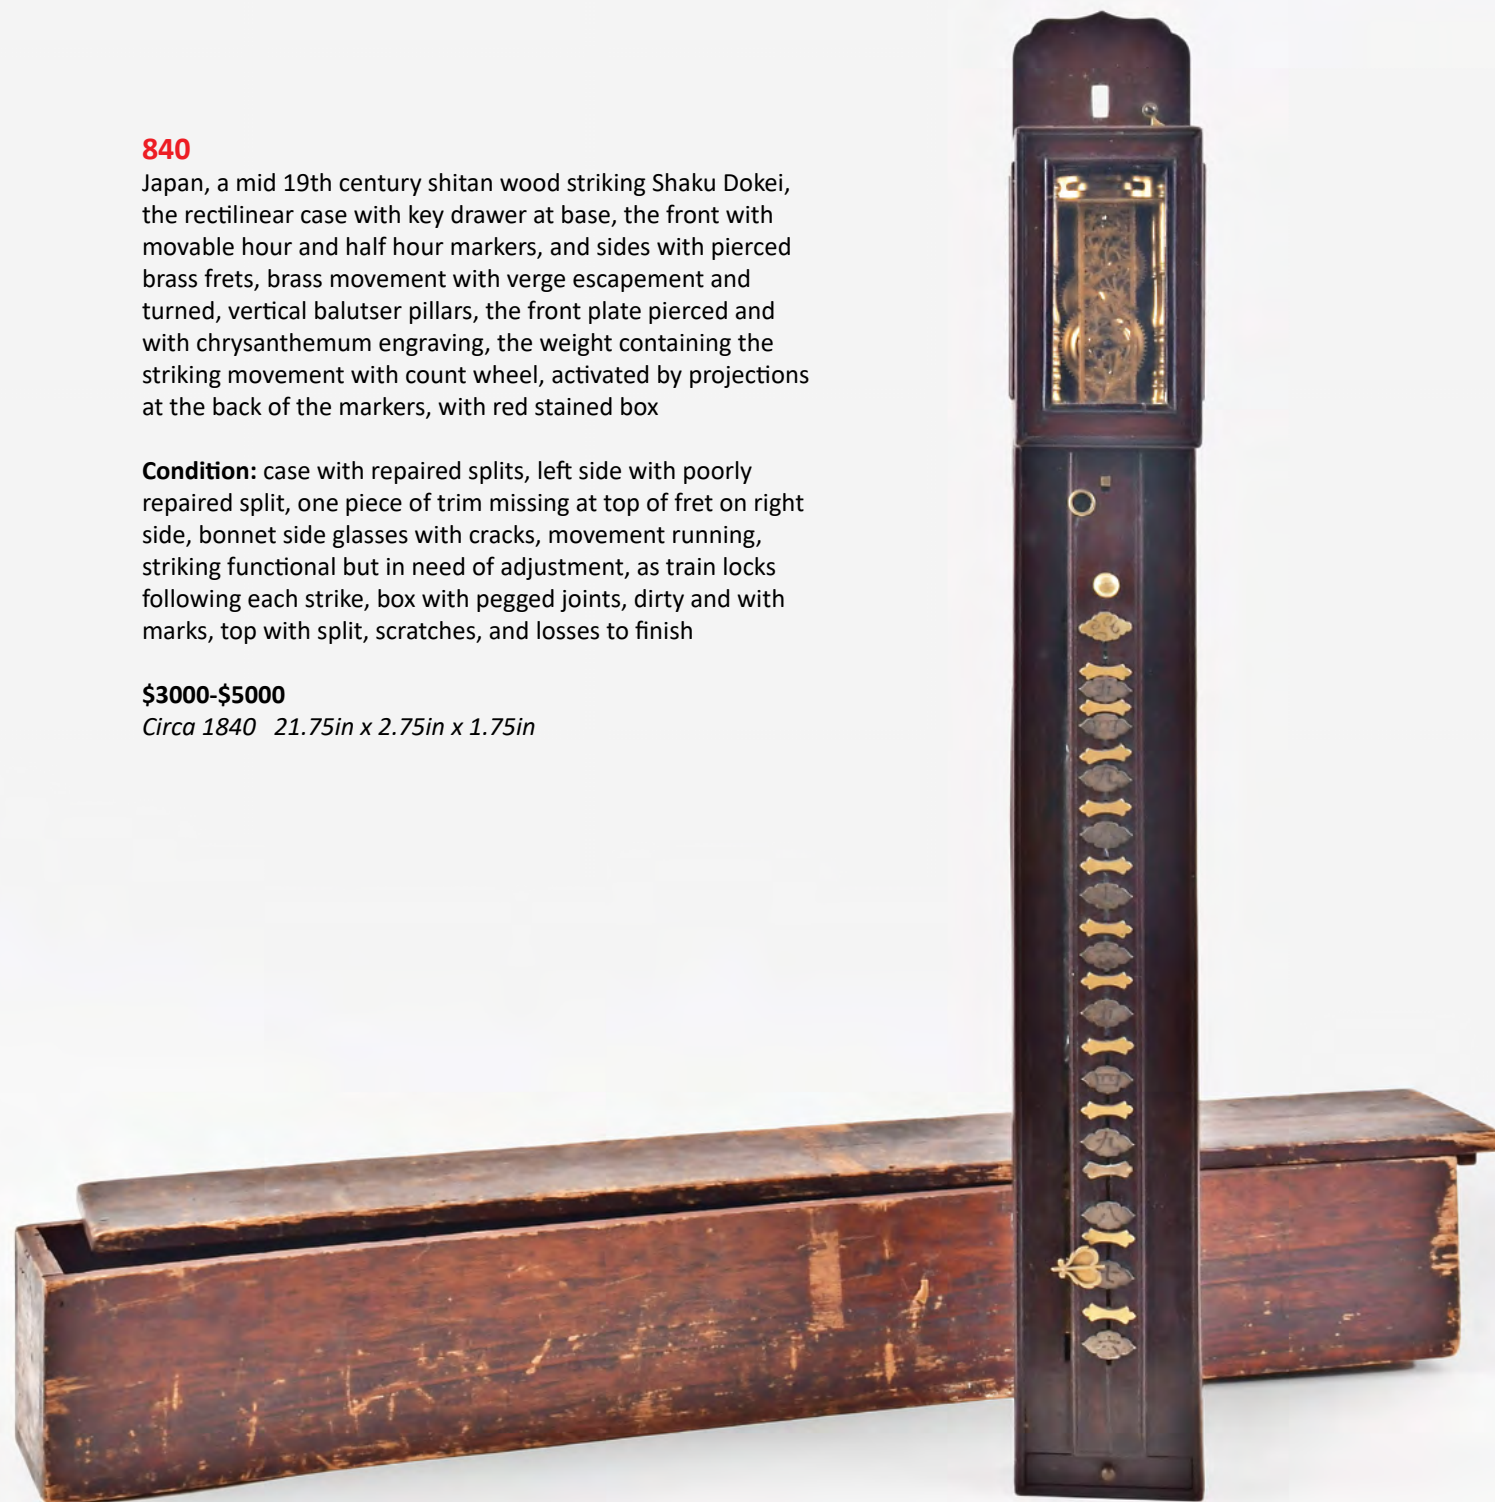 840
Japan, a mid 19th century shitan wood striking Shaku Dokei,
the rectilinear case with key drawer at base, the front with
movable hour and half hour markers, and sides with pierced
brass frets, brass movement with verge escapement and
turned, vertical balutser pillars, the front plate pierced and
with chrysanthemum engraving, the weight containing the
striking movement with count wheel, activated by projections
at the back of the markers, with red stained box
Condition: case with repaired splits, left side with poorly
repaired split, one piece of trim missing at top of fret on right
side, bonnet side glasses with cracks, movement running,
striking functional but in need of adjustment, as train locks
following each strike, box with pegged joints, dirty and with
marks, top with split, scratches, and losses to finish
$3000-$5000
Circa 1840 21.75in x 2.75in x 1.75in
九
八
六